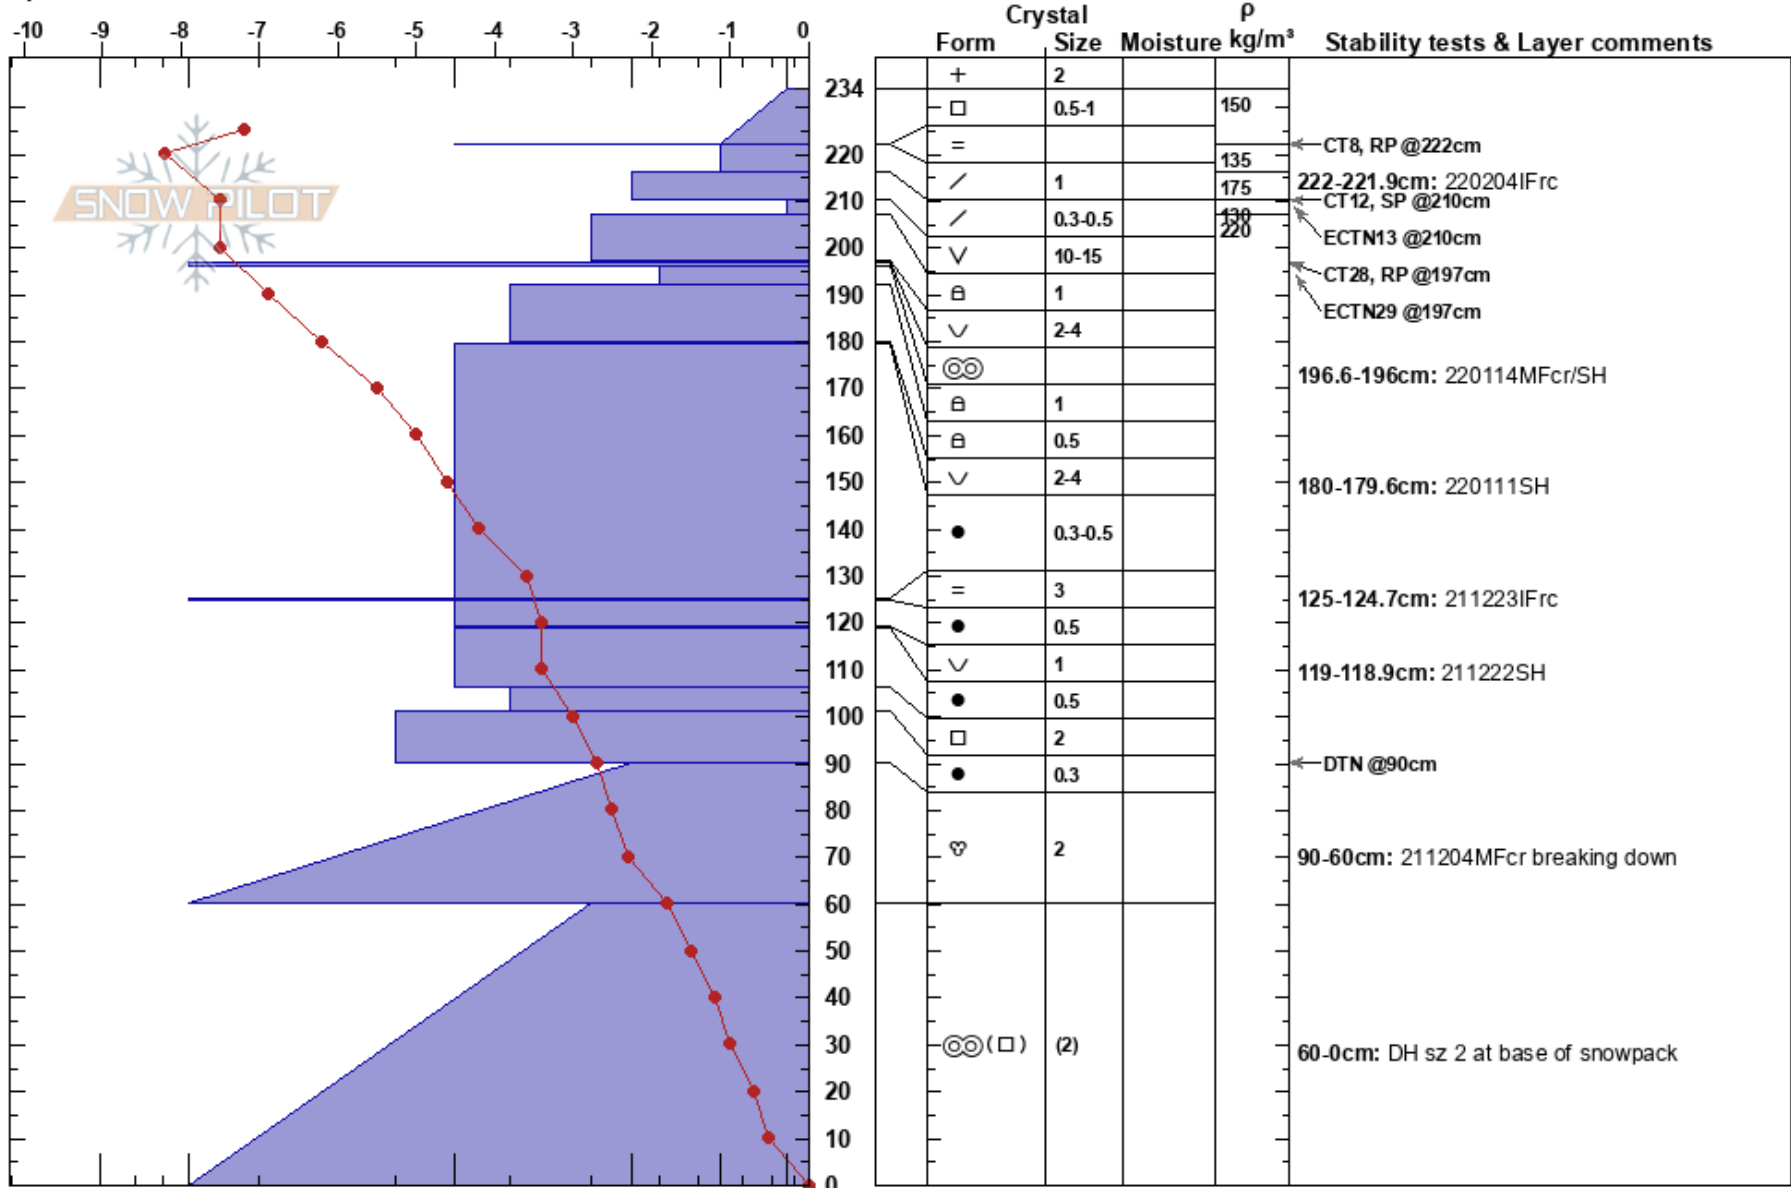 Crystal ρ
-10 -9 -8 -7 -6 -5 -4 -3 -2 -1 0 Form Size Moisture kg/m³ Stability tests & Layer comments
+ 2
234
□ 0.5-1 150
= CT8, RP @222cm
220 135
/ 1 175 222-221.9cm: 220204IFrc
SNOW PILOT
210 CT12, SP @210cm
/ 0.3-0.5 130
220
ECTN13 @210cm
200 V 10-15
CT28, RP @197cm
190 1
ECTN29 @197cm
2-4
180
196.6-196cm: 220114MFcr/SH
170
1
160
0.5
150 2-4 180-179.6cm: 220111SH
140 ● 0.3-0.5
130
= 3 125-124.7cm: 211223IFrc
120 ● 0.5
110 1 119-118.9cm: 211222SH
● 0.5
100
□ 2
90 DTN @90cm
● 0.3
80
70 2 90-60cm: 211204MFcr breaking down
60
50
40
30 (□) (2) 60-0cm: DH sz 2 at base of snowpack
20
10
0